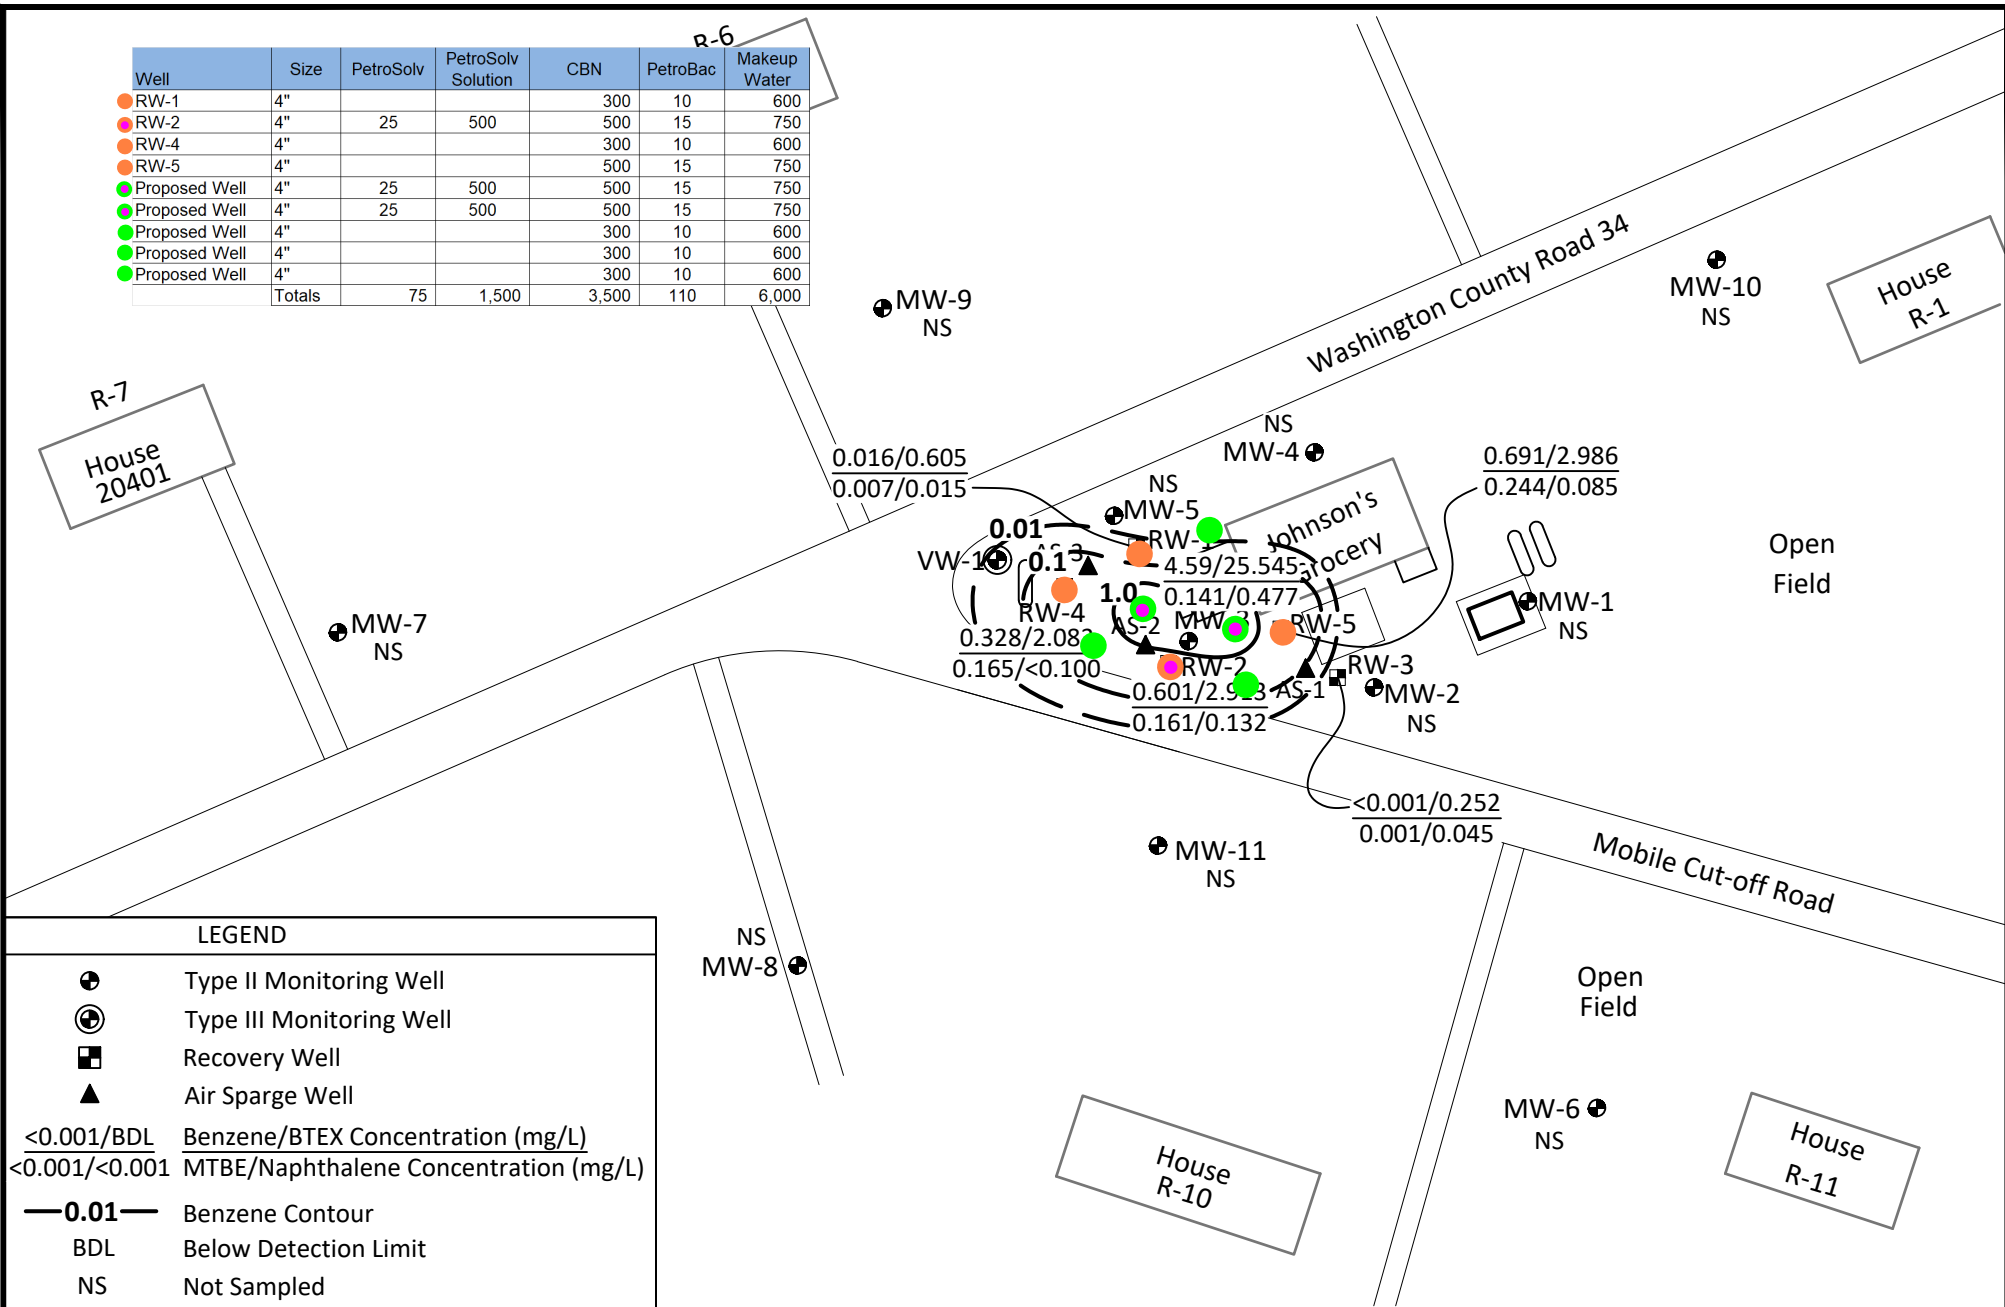 R-6
Well Size PetroSolv PetroSolv Solution CBN PetroBac Makeup Water
RW-1 4" 300 10 600
RW-2 4" 25 500 500 15 750
RW-4 4" 300 10 600
RW-5 4" 500 15 750
Proposed Well 4" 25 500 500 15 750
Proposed Well 4" 25 500 500 15 750
Proposed Well 4" 300 10 600
Proposed Well 4" 300 10 600
Proposed Well 4" 300 10 600
Totals 75 1,500 3,500 110 6,000
Washington County Road 34
MW-10
NS
House
R-1
MW-9
NS
R-7
House
20401
NS
MW-4
0.016/0.605
0.007/0.015
0.691/2.986
0.244/0.085
NS
MW-5
Johnson's
Grocery
0.01
VW-1
AS-3
0.1
RW-1
4.59/25.545
0.141/0.477
1.0
RW-4
0.328/2.08
0.165/<0.100
AS-2
MW-3
RW-5
RW-2
0.601/2.913
0.161/0.132
AS-1
RW-3
MW-2
NS
MW-1
NS
Open
Field
MW-7
NS
<0.001/0.252
0.001/0.045
MW-11
NS
Mobile Cut-off Road
NS
MW-8
Open
Field
MW-6
NS
House
R-10
House
R-11
LEGEND
Type II Monitoring Well
Type III Monitoring Well
Recovery Well
Air Sparge Well
<0.001/BDL Benzene/BTEX Concentration (mg/L)
<0.001/<0.001 MTBE/Naphthalene Concentration (mg/L)
0.01 Benzene Contour
BDL Below Detection Limit
NS Not Sampled